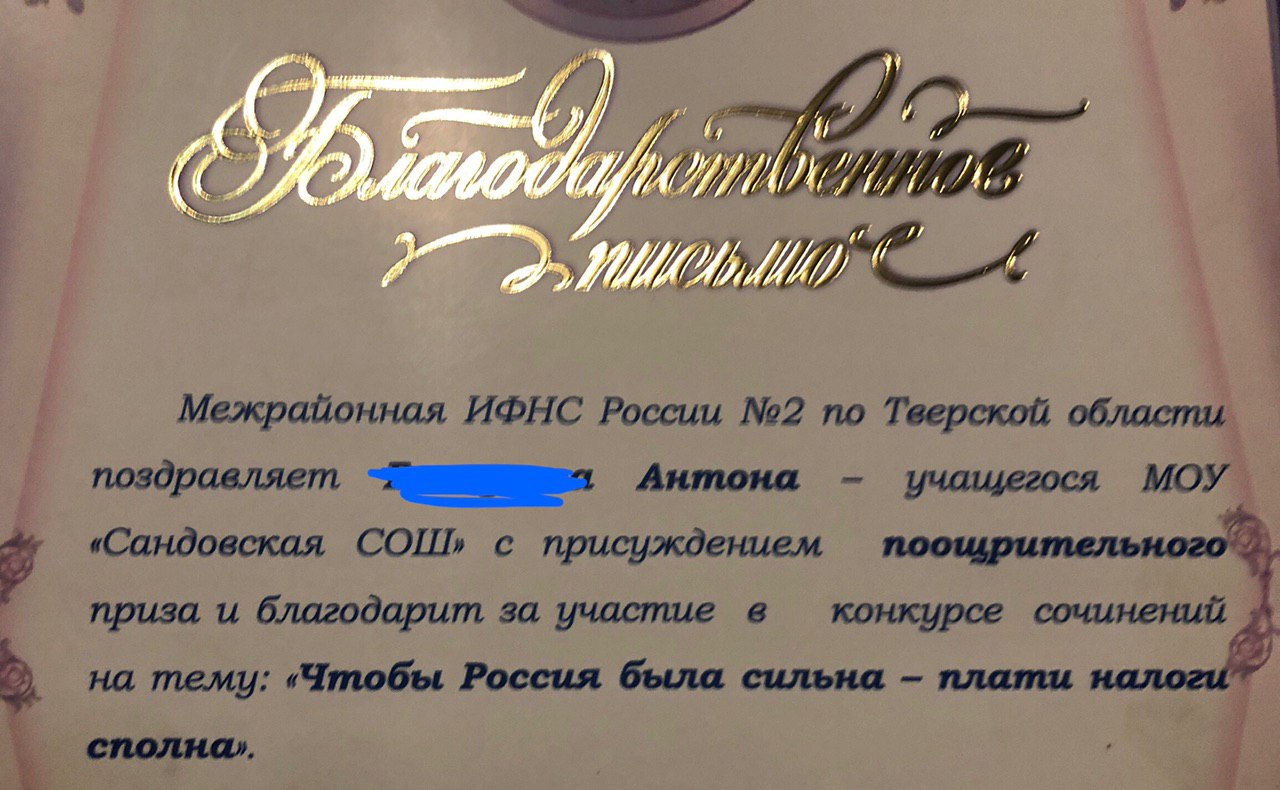 Благодарственное
письмо
Межрайонная ИФНС России №2 по Тверской области
поздравляет Антона – учащегося МОУ
«Сандовская СОШ» с присуждением поощрительного
приза и благодарит за участие в конкурсе сочинений
на тему: «Чтобы Россия была сильна – плати налоги
сполна».